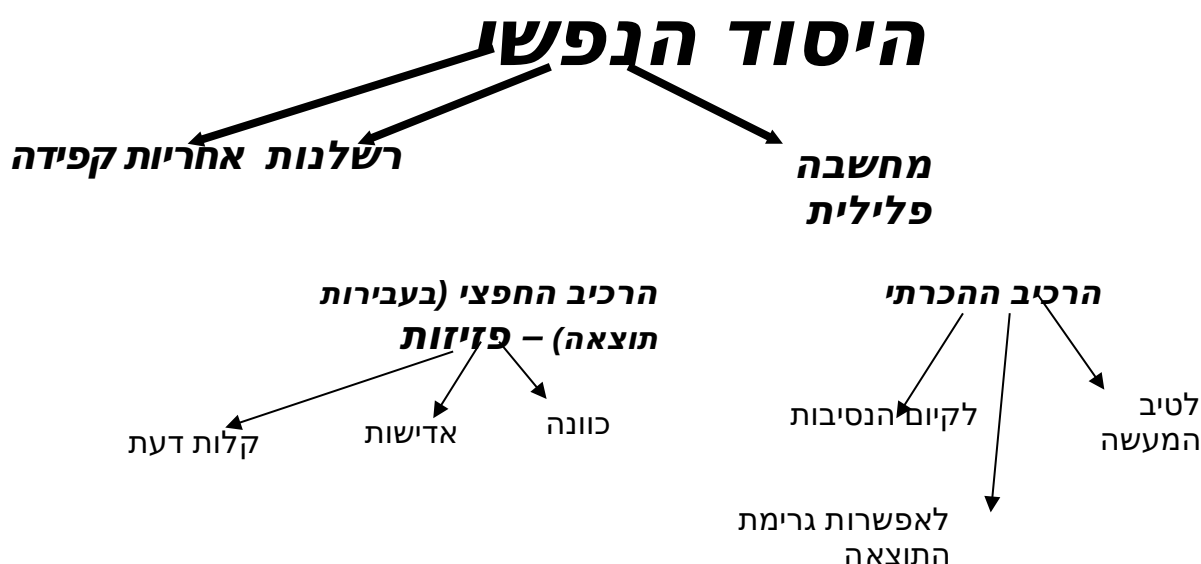 היסוד הנפשי
מחשבה
פלילית
רשלנות
אחריות קפידה
הרכיב ההכרתי
הרכיב החפצי (בעבירות
תוצאה) – פזיזות
לטיב
המעשה
לקיום הנסיבות
לאפשרות גרימת
התוצאה
כוונה
אדישות
קלות דעת